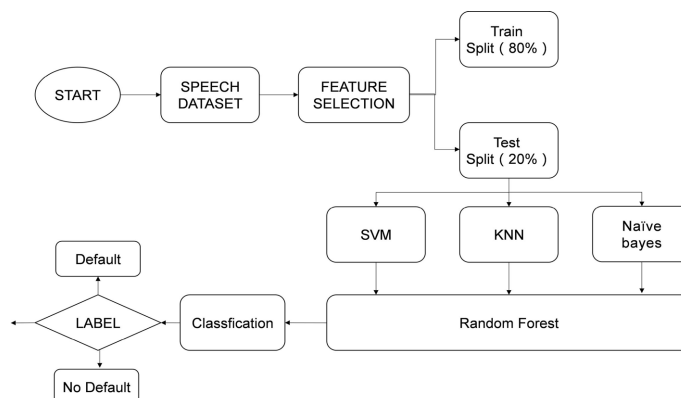 START
SPEECH
DATASET
FEATURE
SELECTION
Train
Split ( 80% )
Test
Split ( 20% )
SVM
KNN
Naïve
bayes
Default
LABEL
Classfication
Random Forest
No Default